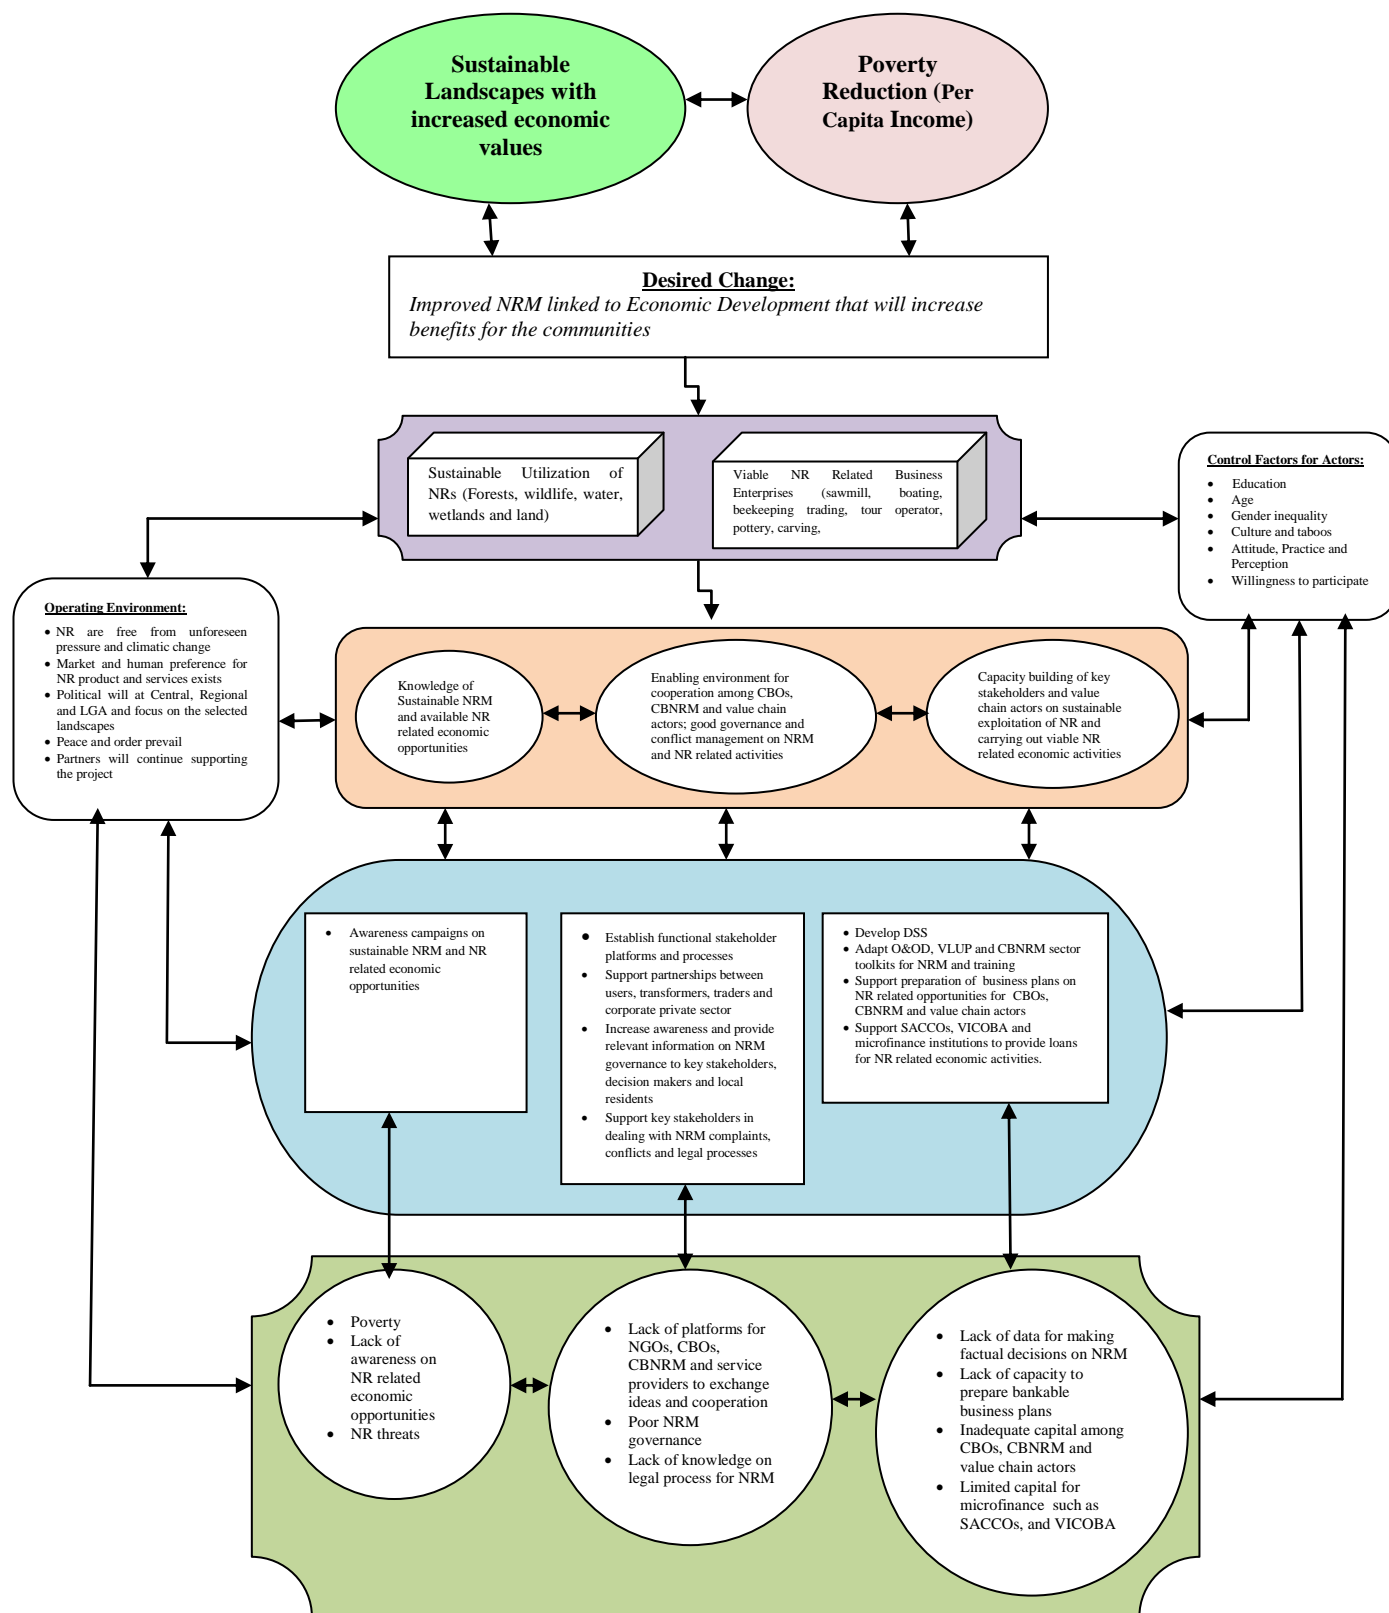 Sustainable
Landscapes with
increased economic
values
Poverty
Reduction (Per
Capita Income)
Desired Change:
Improved NRM linked to Economic Development that will increase
benefits for the communities
Sustainable Utilization of
NRs (Forests, wildlife, water,
wetlands and land)
Viable NR Related Business
Enterprises (sawmill, boating,
beekeeping trading, tour operator,
pottery, carving,
Control Factors for Actors:
• Education
• Age
• Gender inequality
• Culture and taboos
• Attitude, Practice and
Perception
• Willingness to participate
Operating Environment:
• NR are free from unforeseen
pressure and climatic change
• Market and human preference for
NR product and services exists
• Political will at Central, Regional
and LGA and focus on the selected
landscapes
• Peace and order prevail
• Partners will continue supporting
the project
Knowledge of
Sustainable NRM
and available NR
related economic
opportunities
Enabling environment for
cooperation among CBOs,
CBNRM and value chain
actors; good governance and
conflict management on NRM
and NR related activities
Capacity building of key
stakeholders and value
chain actors on sustainable
exploitation of NR and
carrying out viable NR
related economic activities
• Awareness campaigns on
sustainable NRM and NR
related economic
opportunities
• Establish functional stakeholder
platforms and processes
• Support partnerships between
users, transformers, traders and
corporate private sector
• Increase awareness and provide
relevant information on NRM
governance to key stakeholders,
decision makers and local
residents
• Support key stakeholders in
dealing with NRM complaints,
conflicts and legal processes
• Develop DSS
• Adapt O&OD, VLUP and CBNRM sector
toolkits for NRM and training
• Support preparation of business plans on
NR related opportunities for CBOs,
CBNRM and value chain actors
• Support SACCOs, VICOBA and
microfinance institutions to provide loans
for NR related economic activities.
• Poverty
• Lack of
awareness on
NR related
economic
opportunities
• NR threats
• Lack of platforms for
NGOs, CBOs,
CBNRM and service
providers to exchange
ideas and cooperation
• Poor NRM
governance
• Lack of knowledge on
legal process for NRM
• Lack of data for making
factual decisions on NRM
• Lack of capacity to
prepare bankable
business plans
• Inadequate capital among
CBOs, CBNRM and
value chain actors
• Limited capital for
microfinance such as
SACCOs, and VICOBA